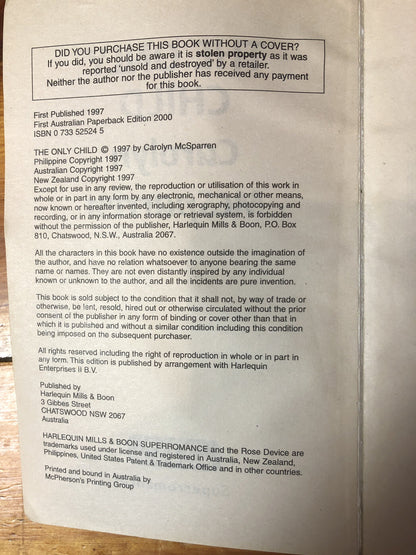 DID YOU PURCHASE THIS BOOK WITHOUT A COVER?
If you did, you should be aware it is stolen property as it was
reported 'unsold and destroyed' by a retailer.
Neither the author nor the publisher has received any payment
for this book.
First Published 1997
First Australian Paperback Edition 2000
ISBN 0 733 52524 5
THE ONLY CHILD © 1997 by Carolyn McSparren
Philippine Copyright 1997
Australian Copyright 1997
New Zealand Copyright 1997
Except for use in any review, the reproduction or utilisation of this work in
whole or in part in any form by any electronic, mechanical or other means,
now known or hereafter invented, including xerography, photocopying and
recording, or in any information storage or retrieval system, is forbidden
without the permission of the publisher, Harlequin Mills & Boon, P.O. Box
810, Chatswood, N.S.W., Australia 2067.
All the characters in this book have no existence outside the imagination of
the author, and have no relation whatsoever to anyone bearing the same
name or names. They are not even distantly inspired by any individual
known or unknown to the author, and all the incidents are pure invention.
This book is sold subject to the condition that it shall not, by way of trade or
otherwise, be lent, resold, hired out or otherwise circulated without the prior
consent of the publisher in any form of binding or cover other than that in
which it is published and without a similar condition including this condition
being imposed on the subsequent purchaser.
All rights reserved including the right of reproduction in whole or in part in
any form. This edition is published by arrangement with Harlequin
Enterprises II B.V.
Published by
Harlequin Mills & Boon
3 Gibbes Street
CHATSWOOD NSW 2067
Australia
HARLEQUIN MILLS & BOON SUPERROMANCE and the Rose Device are
trademarks used under license and registered in Australia, New Zealand,
Philippines, United States Patent & Trademark Office and in other countries.
Printed and bound in Australia by
McPherson's Printing Group